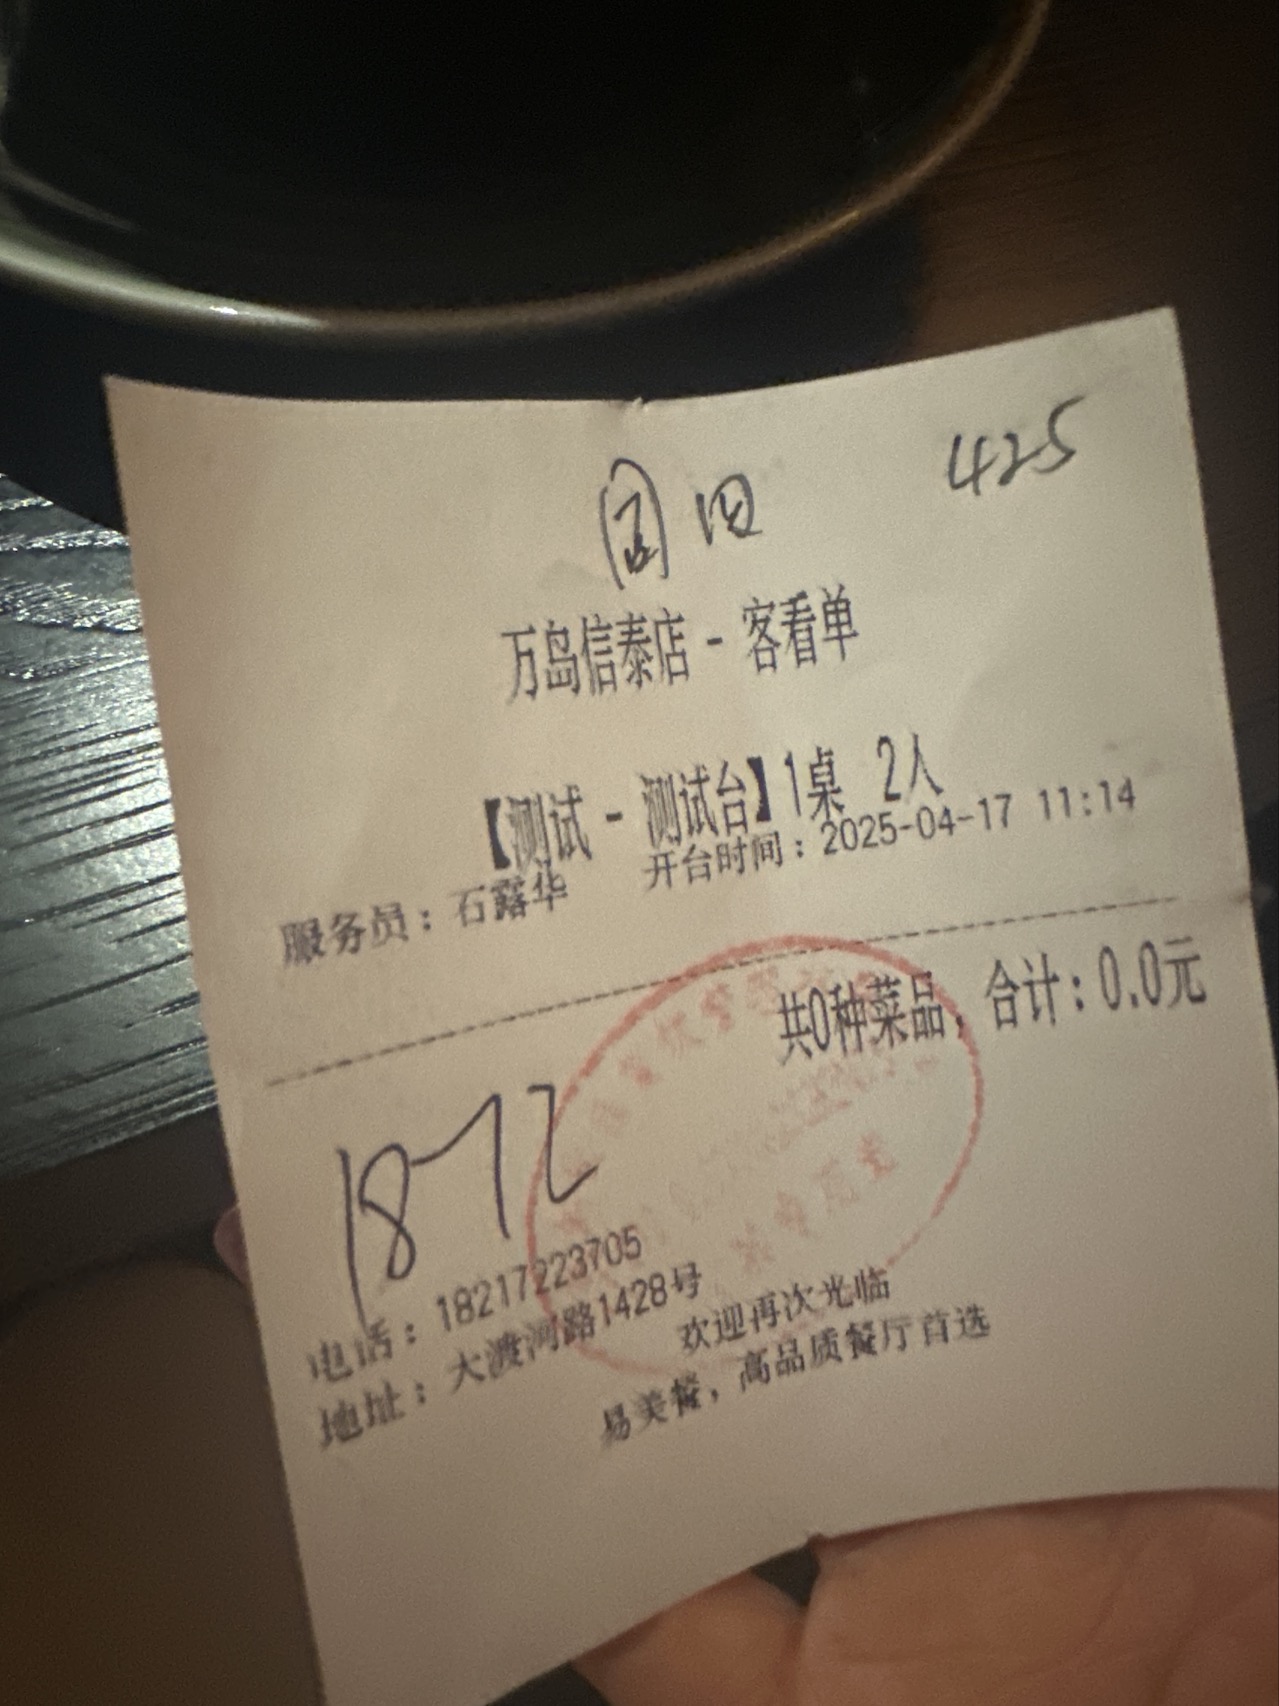 425
万岛信泰店 - 客看单
【测试 - 测试台】1桌 2人
服务员：石露华 开台时间：2025-04-17 11:14
共0种菜品，合计：0.0元
1872
电话：18217223705
地址：大渡河路1428号
欢迎再次光临
易美餐，高品质餐厅首选